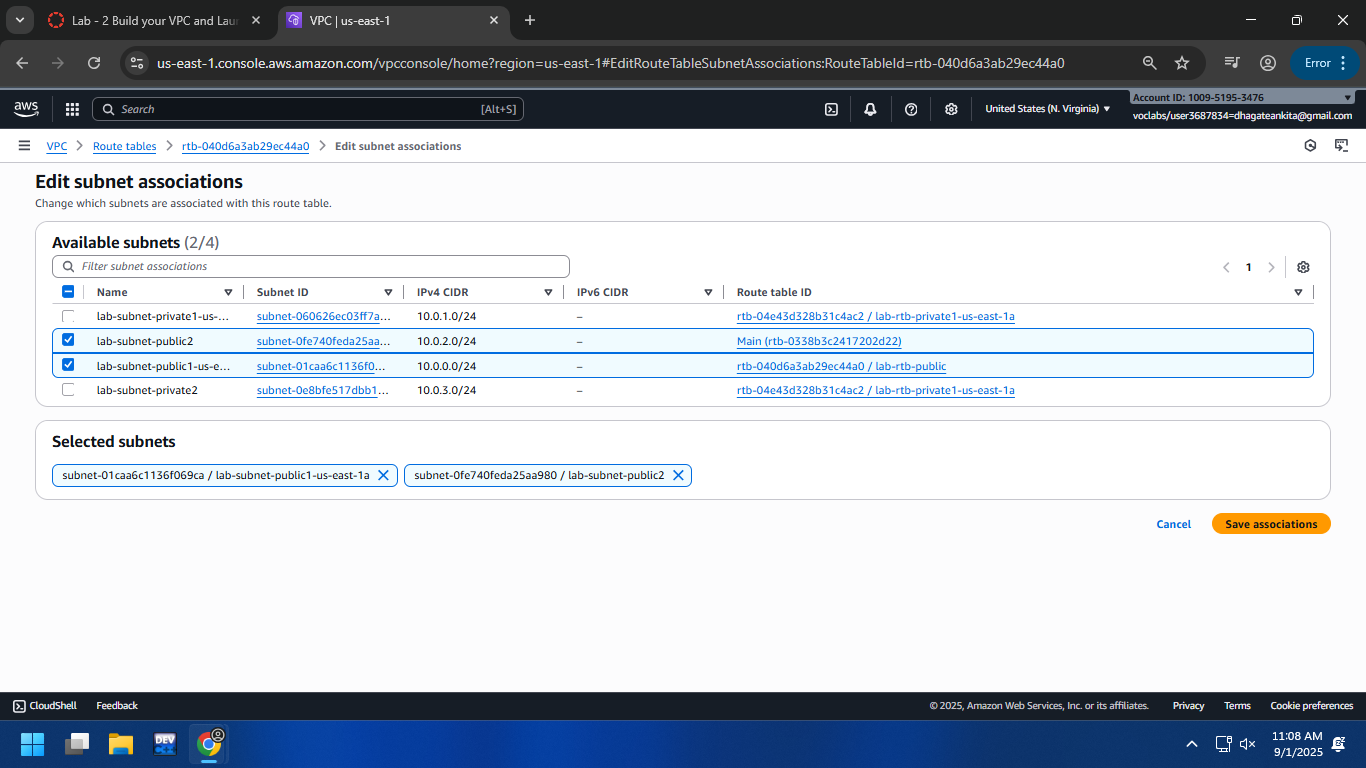 Lab - 2 Build your VPC and Lau
VPC | us-east-1
us-east-1.console.aws.amazon.com/vpcconsole/home?region=us-east-1#EditRouteTableSubnetAssociations:RouteTableId=rtb-040d6a3ab29ec44a0
Error
aws
Search
[Alt+S]
United States (N. Virginia)
Account ID: 1009-5195-3476
voclabs/user3687834=dhagateankita@gmail.com
VPC
Route tables
rtb-040d6a3ab29ec44a0
Edit subnet associations
Edit subnet associations
Change which subnets are associated with this route table.
Available subnets (2/4)
Filter subnet associations
1
Name Subnet ID IPv4 CIDR IPv6 CIDR Route table ID
lab-subnet-private1-us-... subnet-060626ec03ff7a... 10.0.1.0/24 – rtb-04e43d328b31c4ac2 / lab-rtb-private1-us-east-1a
lab-subnet-public2 subnet-0fe740feda25aa... 10.0.2.0/24 – Main (rtb-0338b3c2417202d22)
lab-subnet-public1-us-e... subnet-01caa6c1136f0... 10.0.0.0/24 – rtb-040d6a3ab29ec44a0 / lab-rtb-public
lab-subnet-private2 subnet-0e8bfe517dbb1... 10.0.3.0/24 – rtb-04e43d328b31c4ac2 / lab-rtb-private1-us-east-1a
Selected subnets
subnet-01caa6c1136f069ca / lab-subnet-public1-us-east-1a
subnet-0fe740feda25aa980 / lab-subnet-public2
Cancel
Save associations
CloudShell
Feedback
© 2025, Amazon Web Services, Inc. or its affiliates.
Privacy
Terms
Cookie preferences
DEV
11:08 AM
9/1/2025